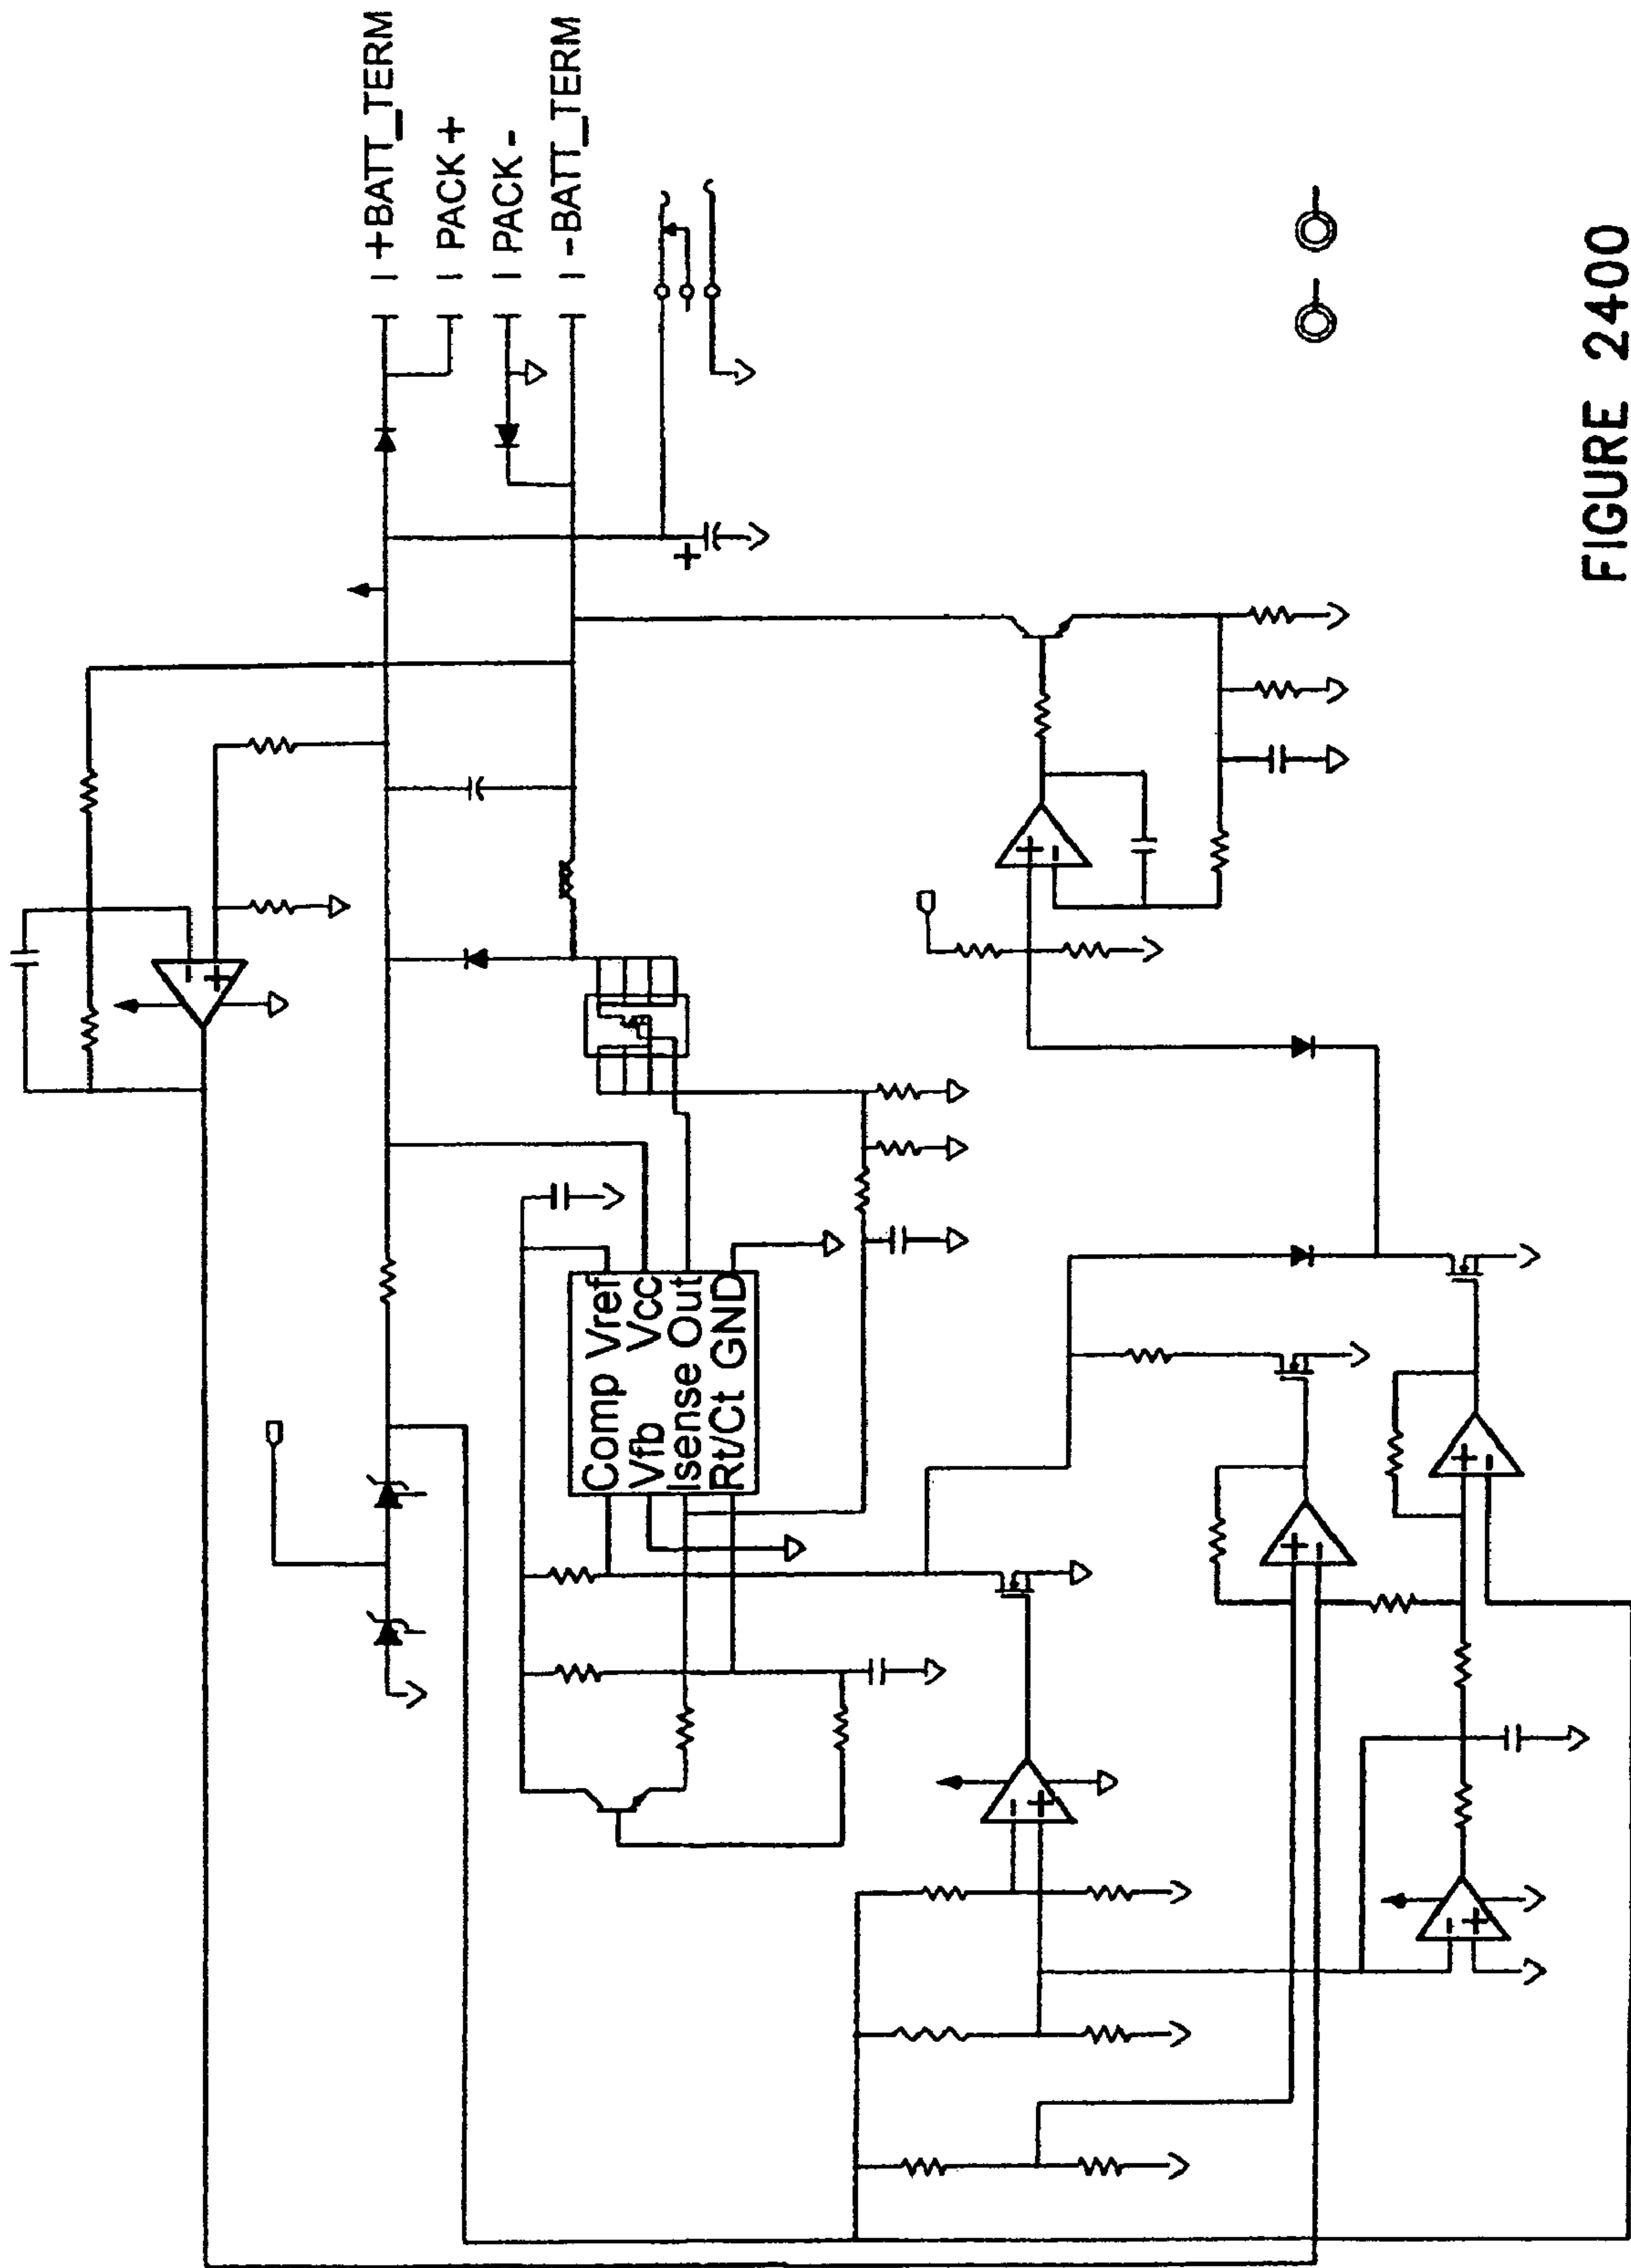 +BATT_TERM
PACK+
PACK-
-BATT_TERM
Comp Vref
Vfb Vcc
Isense Out
Rt/Ct GND
FIGURE 2400